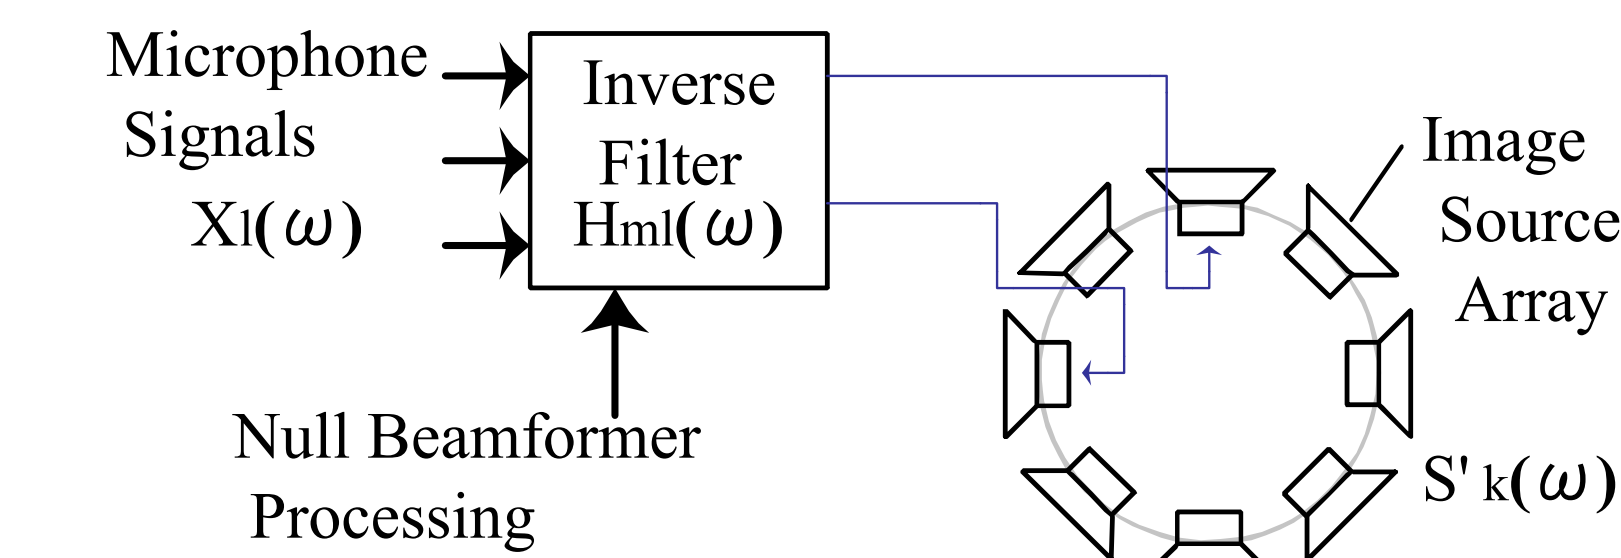 Microphone
Signals
Xl(ω)
Inverse
Filter
Hml(ω)
Null Beamformer
Processing
Image
Source
Array
S' k(ω)